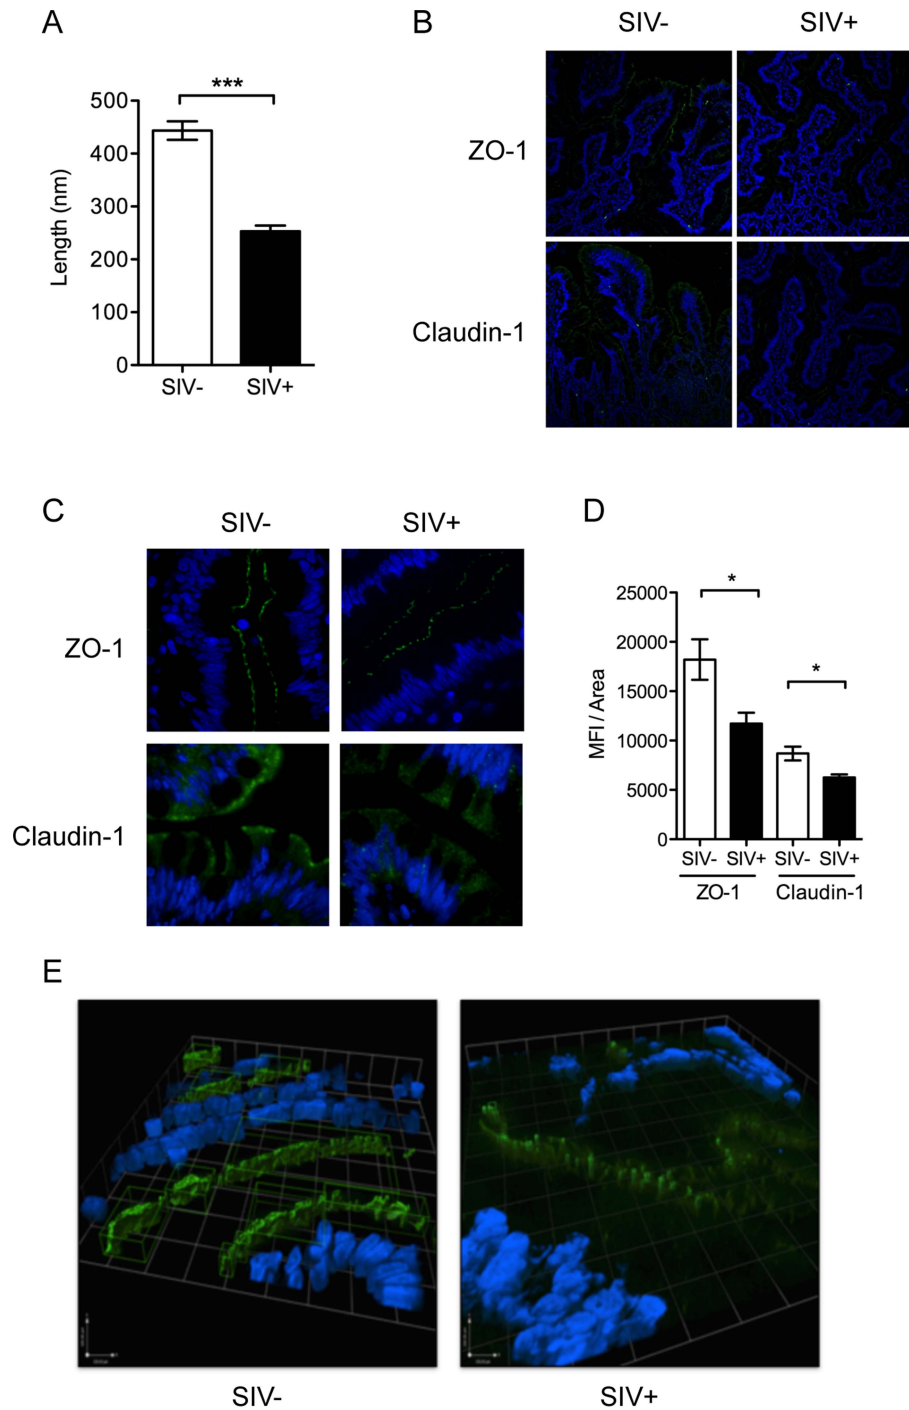 A
***
500
400
300
200
100
0
Length (nm)
SIV- SIV+
B
SIV- SIV+
ZO-1
Claudin-1
C
SIV- SIV+
ZO-1
Claudin-1
D
*
*
25000
20000
15000
10000
5000
0
MFI / Area
SIV- SIV+ SIV- SIV+
ZO-1 Claudin-1
E
SIV- SIV+